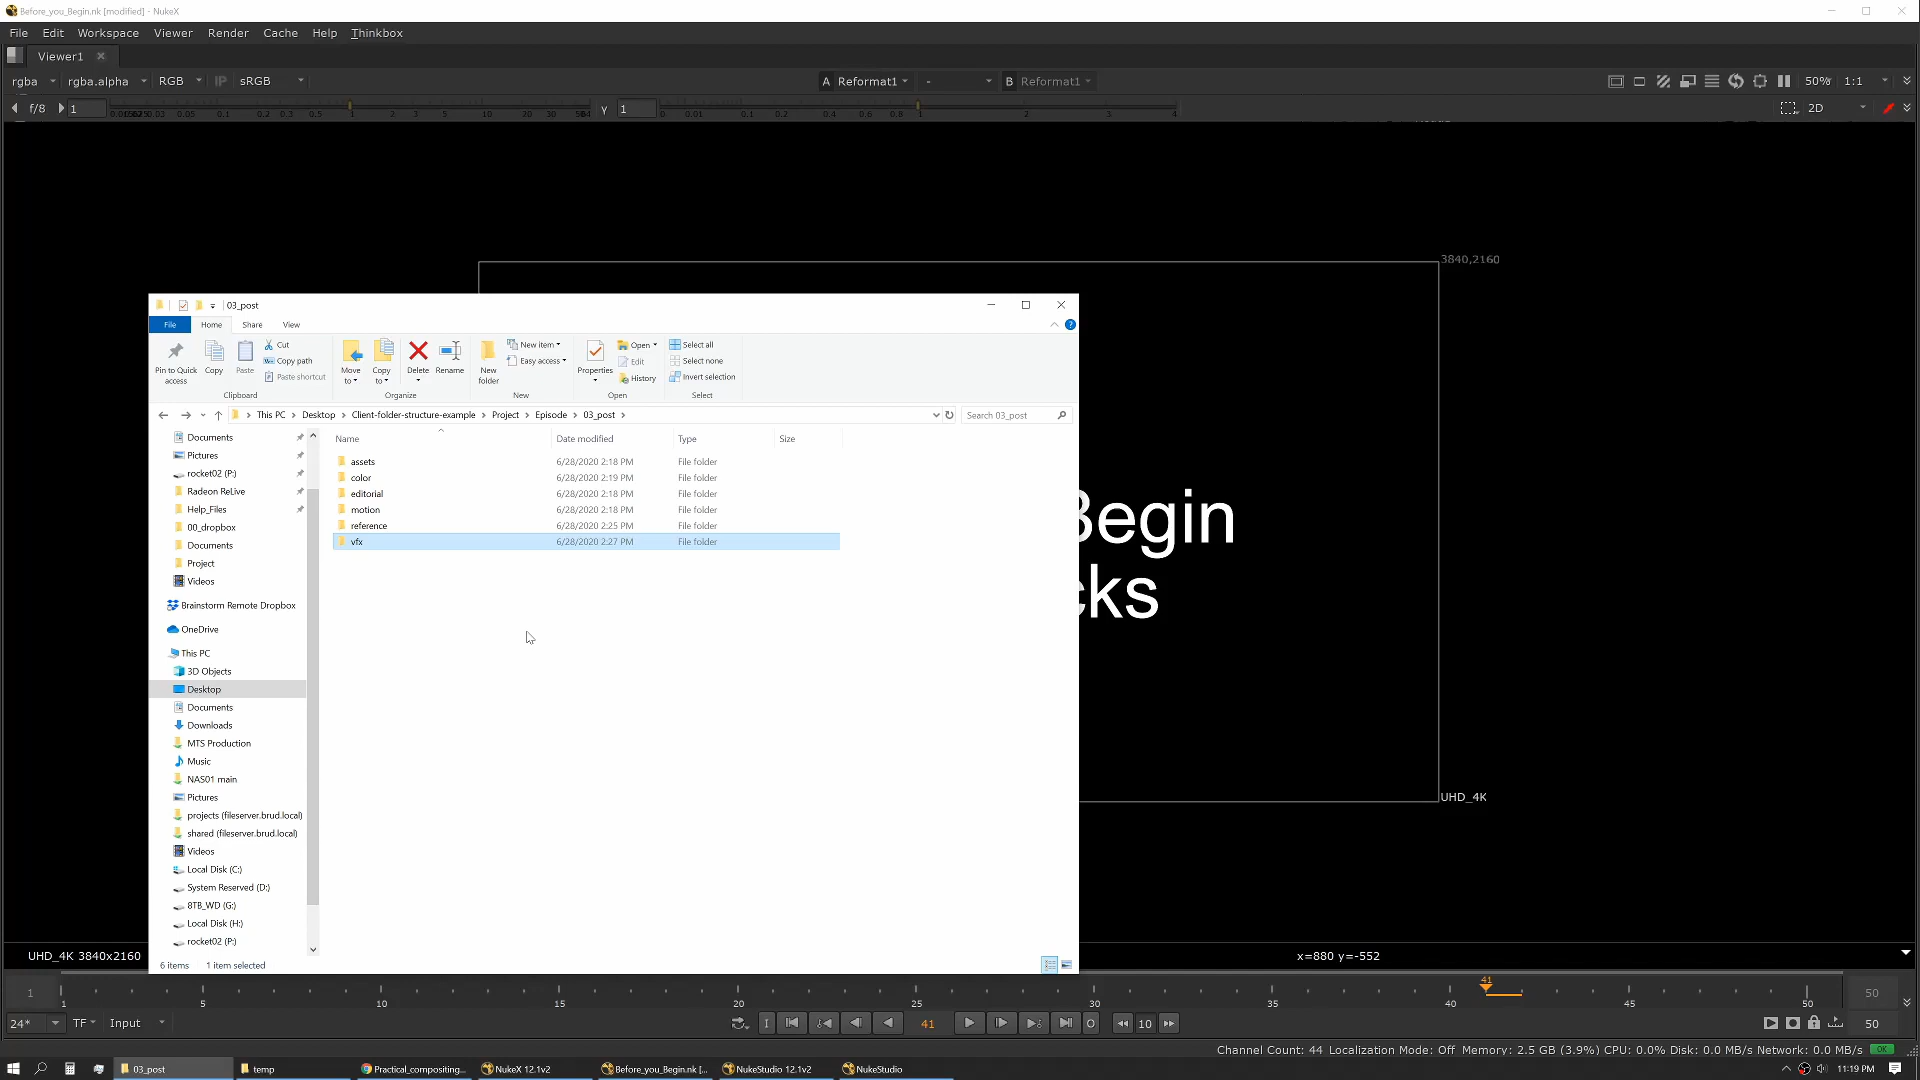 Before_you_Begin.nk [modified] - NukeX
File Edit Workspace Viewer Render Cache Help Thinkbox
Viewer1
rgba rgba.alpha RGB IP sRGB A Reformat1 - B Reformat1 50% 1:1
f/8 1 Y 1 2D
3840,2160
03_post
File Home Share View
Pin to Quick access Copy Paste Cut Copy path Paste shortcut Move to Copy to Delete Rename New folder New item Easy access Properties Open Edit History Select all Select none Invert selection
Clipboard Organize New Open Select
This PC Desktop Client-folder-structure-example Project Episode 03_post Search 03_post
Name Date modified Type Size
assets 6/28/2020 2:18 PM File folder
color 6/28/2020 2:19 PM File folder
editorial 6/28/2020 2:18 PM File folder
motion 6/28/2020 2:18 PM File folder
reference 6/28/2020 2:25 PM File folder
vfx 6/28/2020 2:27 PM File folder
Documents
Pictures
rocket02 (P:)
Radeon ReLive
Help_Files
00_dropbox
Documents
Project
Videos
Brainstorm Remote Dropbox
OneDrive
This PC
3D Objects
Desktop
Documents
Downloads
MTS Production
Music
NAS01 main
Pictures
projects (fileserver.brud.local)
shared (fileserver.brud.local)
Videos
Local Disk (C:)
System Reserved (D:)
8TB_WD (G:)
Local Disk (H:)
rocket02 (P:)
6 items 1 item selected
Begin
cks
UHD_4K
UHD_4K 3840x2160 x=880 y=-552
1 1 5 10 15 20 25 30 35 40 41 45 50 50
24* TF Input I 41 O 10 50
Channel Count: 44 Localization Mode: Off Memory: 2.5 GB (3.9%) CPU: 0.0% Disk: 0.0 MB/s Network: 0.0 MB/s OK
03_post temp Practical_compositing... NukeX 12.1v2 Before_you_Begin.nk [... NukeStudio 12.1v2 NukeStudio 11:19 PM